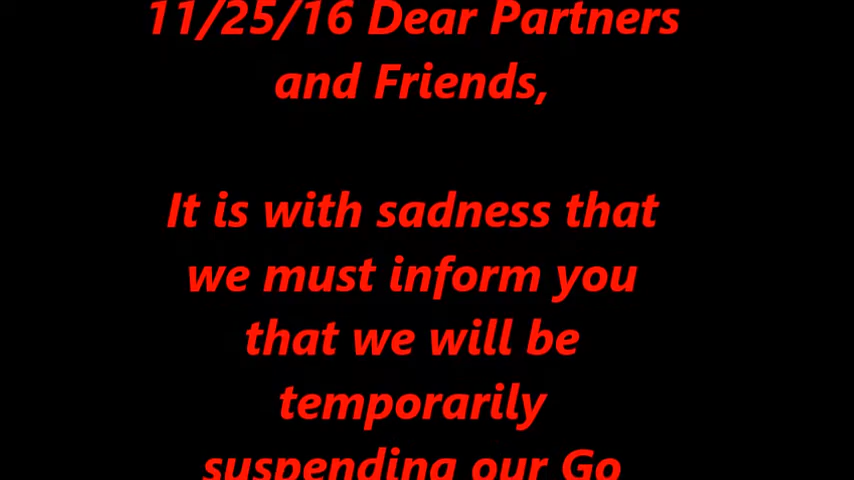 11/25/16 Dear Partners
and Friends,
It is with sadness that
we must inform you
that we will be
temporarily
suspending our Go